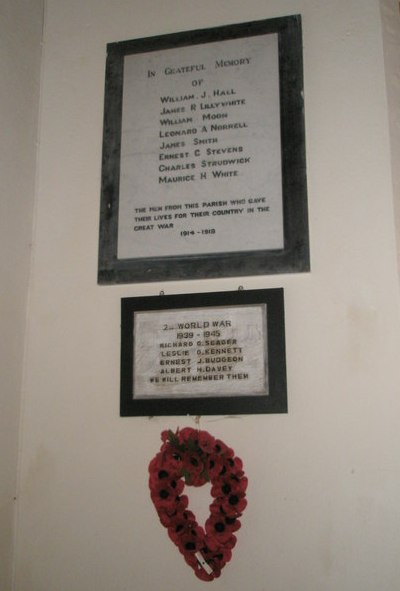 IN GRATEFUL MEMORY
OF
WILLIAM. J. HALL
JAMES R LILLYWHITE
WILLIAM MOON
LEONARD A NORRELL
JAMES SMITH
ERNEST C STEVENS
CHARLES STRUDWICK
MAURICE H WHITE
THE MEN FROM THIS PARISH WHO GAVE
THEIR LIVES FOR THEIR COUNTRY IN THE
GREAT WAR
1914-1918
2ND WORLD WAR
1939-1945
RICHARD G. SEAGER
LESLIE G. KENNETT
ERNEST J. BUDGEON
ALBERT H. DAVEY
WE WILL REMEMBER THEM